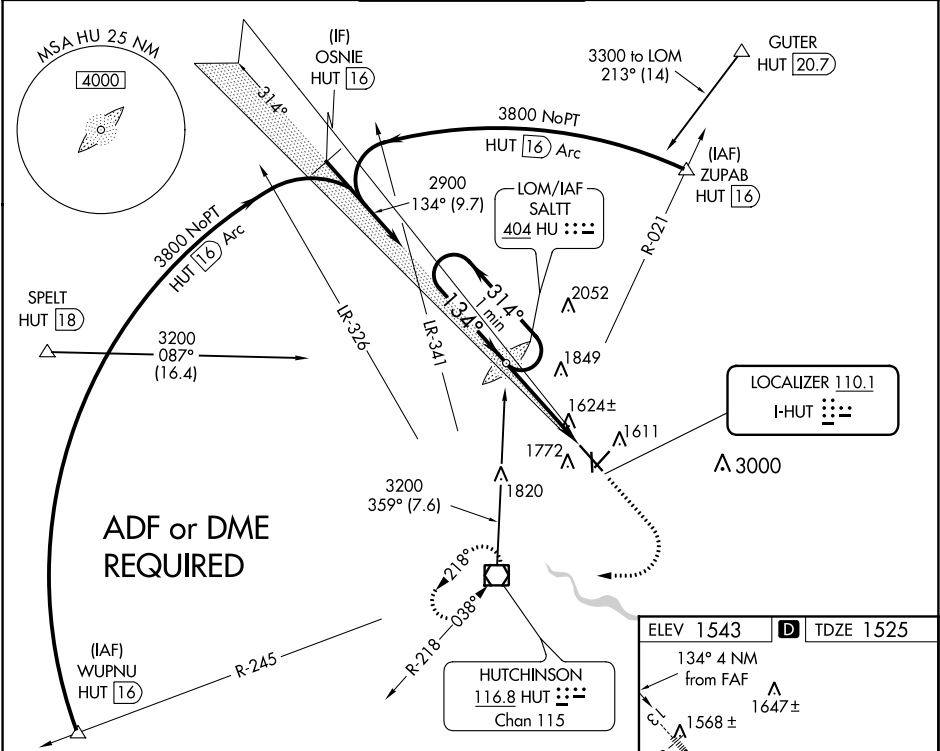 MSA HU 25 NM
4000
314°
(IF)
OSNIE
HUT 16
3300 to LOM
213° (14)
GUTER
HUT 20.7
3800 NoPT
HUT 16 Arc
(IAF)
ZUPAB
HUT 16
2900
134° (9.7)
LOM/IAF
SALTT
404 HU
R-021
3800 NoPT
HUT 16 Arc
SPELT
HUT 18
3200
087°
(16.4)
LR-326
LR-341
134°
314°
1 min
2052
1849
1624±
1611
1772
LOCALIZER 110.1
I-HUT
3000
1820
3200
359° (7.6)
ADF or DME
REQUIRED
218°
038°
R-218
R-245
(IAF)
WUPNU
HUT 16
HUTCHINSON
116.8 HUT
Chan 115
ELEV 1543 D TDZE 1525
134° 4 NM
from FAF
1647±
1568 ±
13